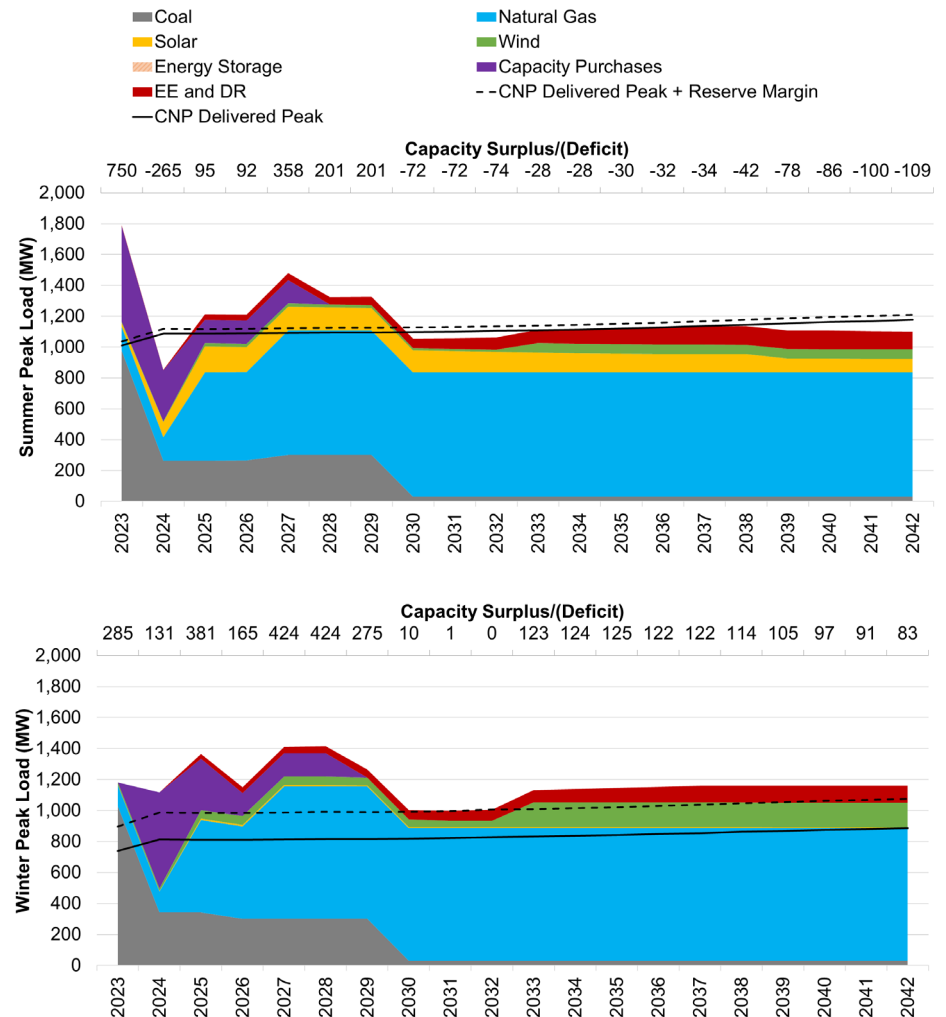 Coal Natural Gas
Solar Wind
Energy Storage Capacity Purchases
EE and DR CNP Delivered Peak + Reserve Margin
CNP Delivered Peak
Capacity Surplus/(Deficit)
750 -265 95 92 358 201 201 -72 -72 -74 -28 -28 -30 -32 -34 -42 -78 -86 -100 -109
Summer Peak Load (MW)
2,000
1,800
1,600
1,400
1,200
1,000
800
600
400
200
0
2023 2024 2025 2026 2027 2028 2029 2030 2031 2032 2033 2034 2035 2036 2037 2038 2039 2040 2041 2042
Capacity Surplus/(Deficit)
285 131 381 165 424 424 275 10 1 0 123 124 125 122 122 114 105 97 91 83
Winter Peak Load (MW)
2,000
1,800
1,600
1,400
1,200
1,000
800
600
400
200
0
2023 2024 2025 2026 2027 2028 2029 2030 2031 2032 2033 2034 2035 2036 2037 2038 2039 2040 2041 2042